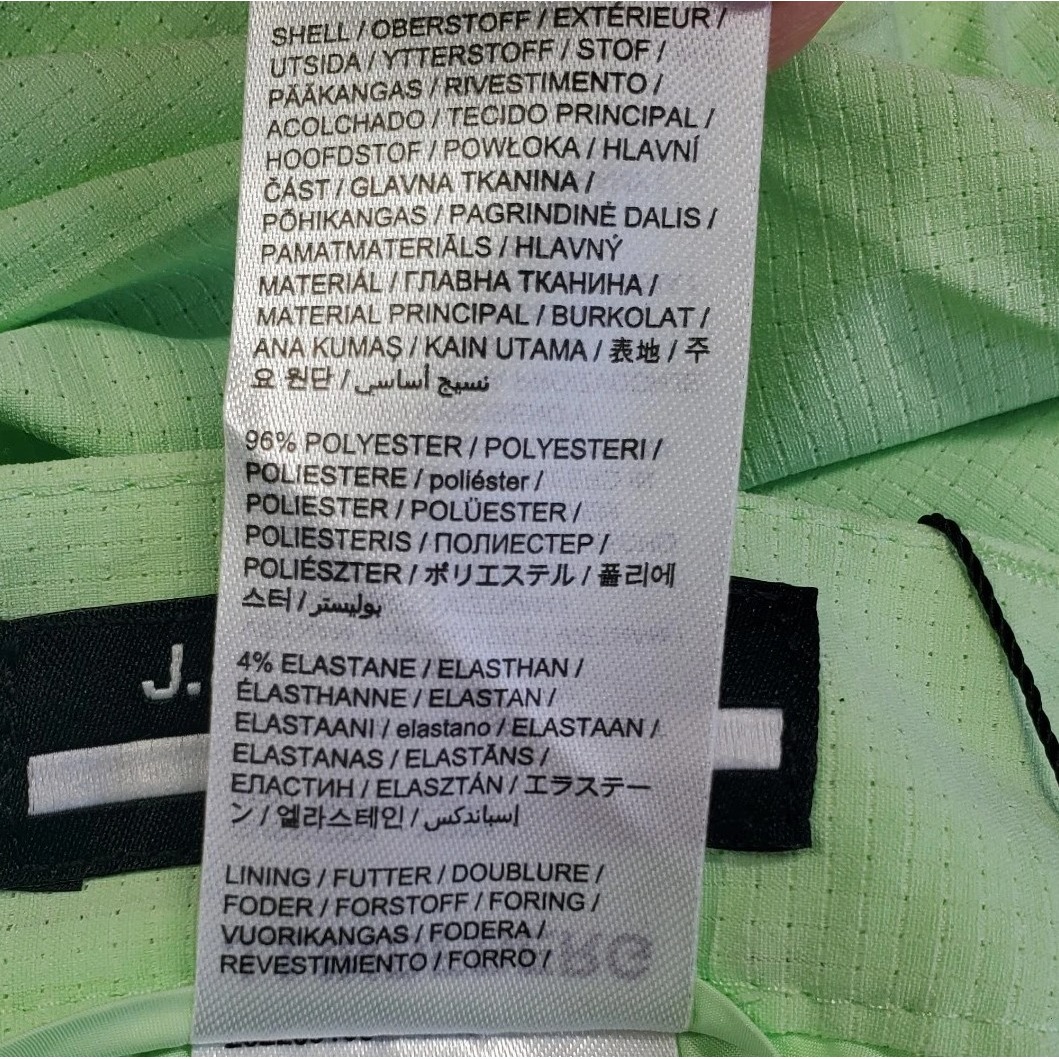 SHELL / OBERSTOFF / EXTÉRIEUR /
UTSIDA / YTTERSTOFF / STOF /
PÄÄKANGAS / RIVESTIMENTO /
ACOLCHADO / TECIDO PRINCIPAL /
HOOFDSTOF / POWŁOKA / HLAVNÍ
ČÁST / GLAVNA TKANINA /
PÕHIKANGAS / PAGRINDINĖ DALIS /
PAMATMATERIĀLS / HLAVNÝ
MATERIÁL / ГЛАВНА ТКАНИНА /
MATERIAL PRINCIPAL / BURKOLAT /
ANA KUMAŞ / KAIN UTAMA / 表地 / 주
요 원단 / نسيج أساسي
96% POLYESTER / POLYESTERI /
POLIESTERE / poliéster /
POLIESTER / POLÜESTER /
POLIESTERIS / ПОЛИЕСТЕР /
POLIÉSZTER / ポリエステル / 폴리에
스터 / بوليستر
4% ELASTANE / ELASTHAN /
ÉLASTHANNE / ELASTAN /
ELASTAANI / elastano / ELASTAAN /
ELASTANAS / ELASTĀNS /
ЕЛАСТИН / ELASZTÁN / エラステー
ン / 엘라스테인 / إسباندكس
LINING / FUTTER / DOUBLURE /
FODER / FORSTOFF / FORING /
VUORIKANGAS / FODERA /
REVESTIMIENTO / FORRO /
J.